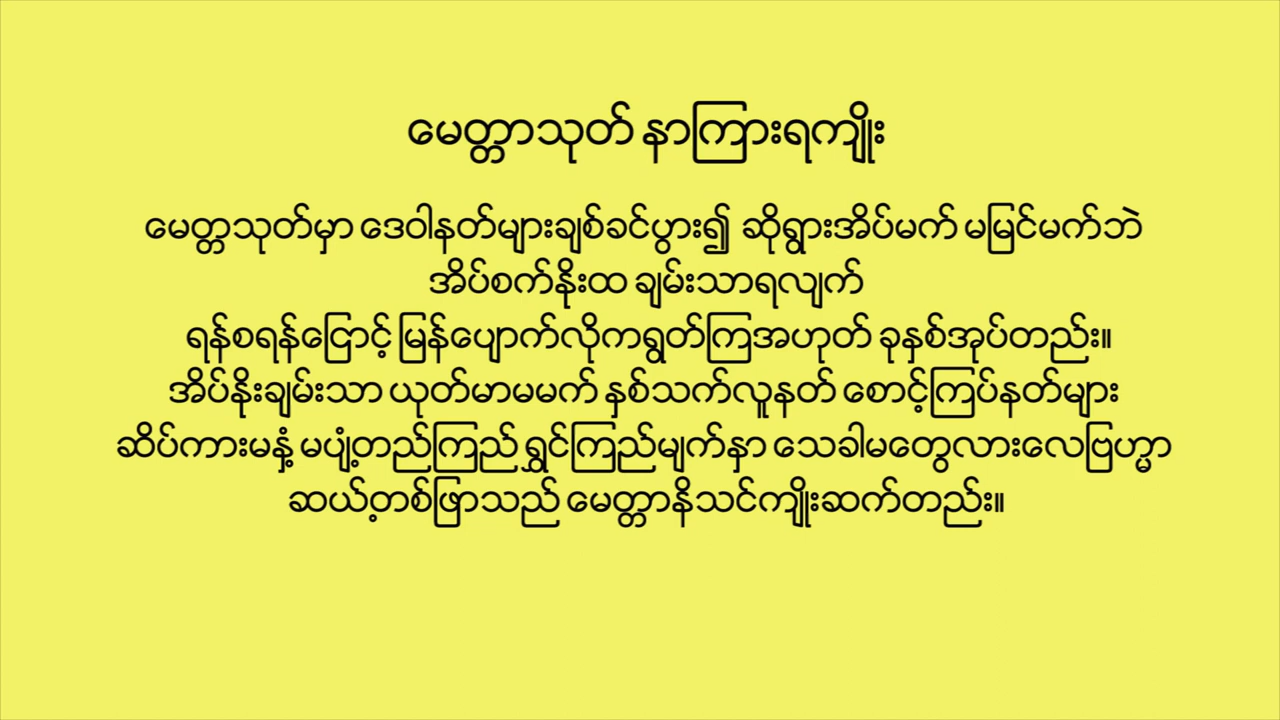 မေတ္တာသုတ် နာကြားရကျိုး
မေတ္တသုတ်မှာ ဒေဝါနတ်များချစ်ခင်ပွား၍ ဆိုရွားအိပ်မက် မမြင်မက်ဘဲ
အိပ်စက်နိုးထ ချမ်းသာရလျက်
ရန်စရန်ငြောင့် မြန်ပျောက်လိုကရွတ်ကြအဟုတ် ခုနှစ်အုပ်တည်း။
အိပ်နိုးချမ်းသာ ယုတ်မာမမက် နှစ်သက်လူနတ် စောင့်ကြပ်နတ်များ
ဆိပ်ကားမနှံ့ မပျံ့တည်ကြည် ရွှင်ကြည်မျက်နှာ သေခါမတွေလားလေဗြဟ္မာ
ဆယ့်တစ်ဖြာသည် မေတ္တာနိသင်ကျိုးဆက်တည်း။